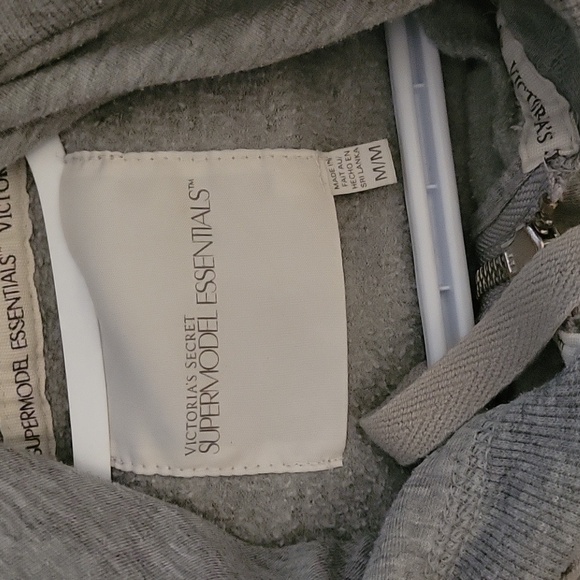 VICTORIA'S SECRET
SUPERMODEL ESSENTIALS™
MADE IN
FAIT AU/
HECHO EN
SRI LANKA
M/M
SUPERMODEL ESSENTIALS™ VICTOR
VICTORIA'S